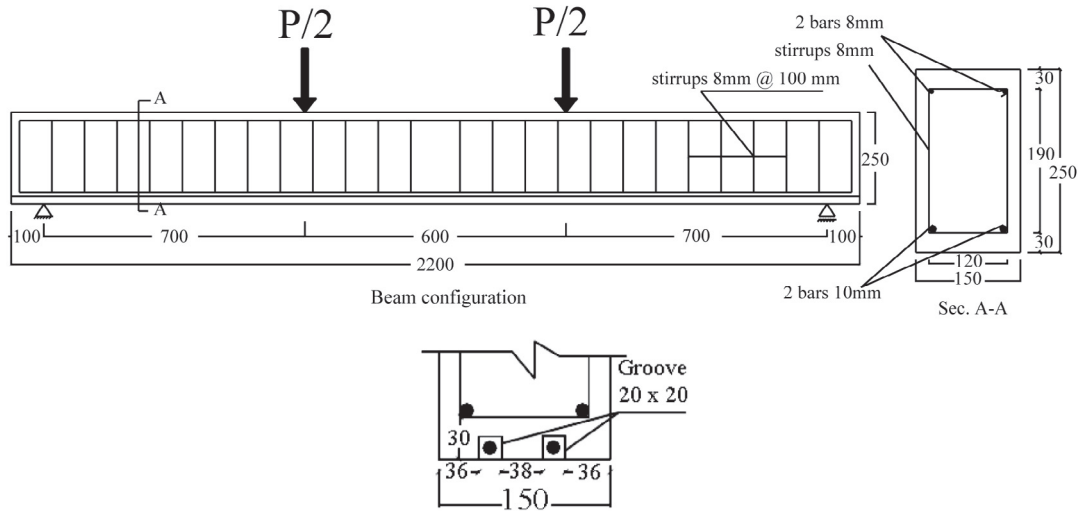 P/2
P/2
2 bars 8mm
stirrups 8mm
stirrups 8mm @ 100 mm
A
A
250
30
190
250
30
120
150
100
700
600
700
100
2200
Beam configuration
2 bars 10mm
Sec. A-A
Groove
20 x 20
30
36
38
36
150